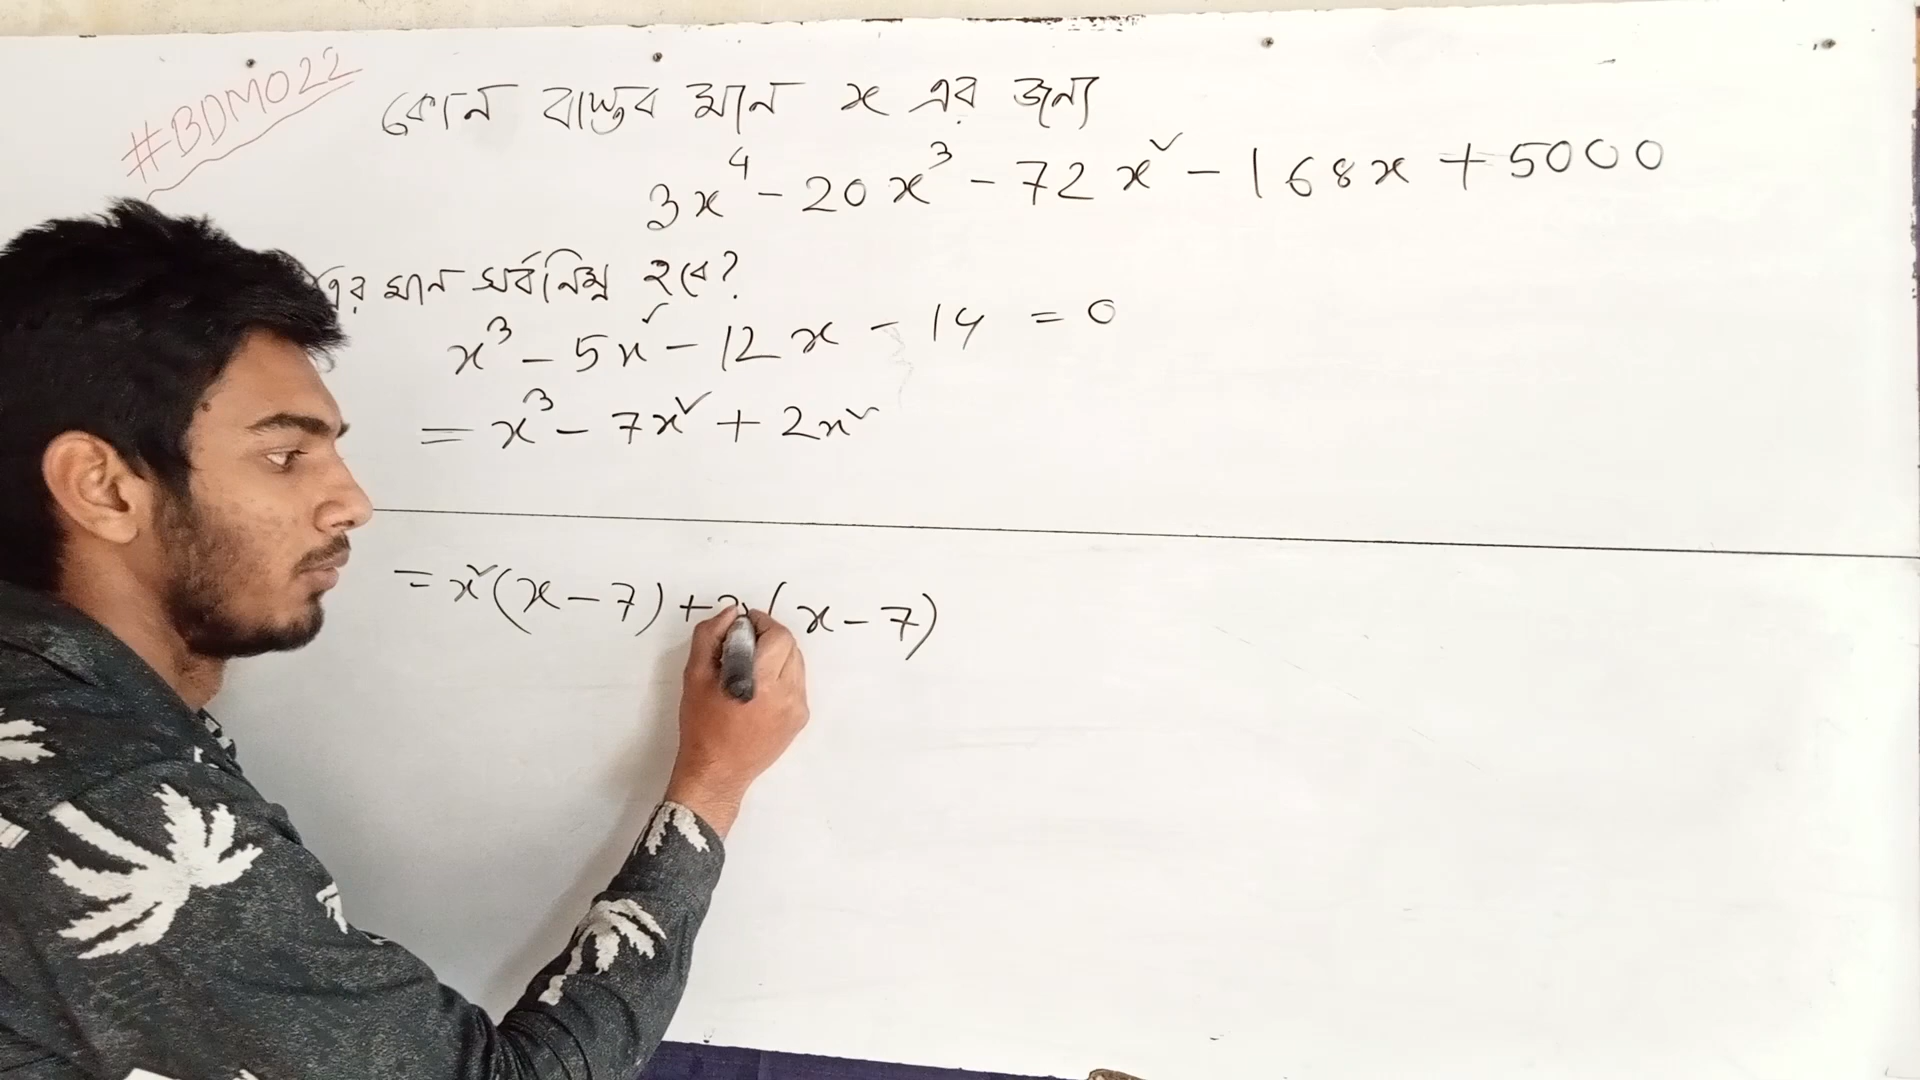 #BDMO22
কোন বাস্তব মান x এর জন্য
3x⁴ - 20x³ - 72x² - 168x + 5000
এর মান সর্বনিম্ন হবে?
x³ - 5x² - 12x - 14 = 0
= x³ - 7x² + 2x²
= x²(x - 7) + 2x(x - 7)